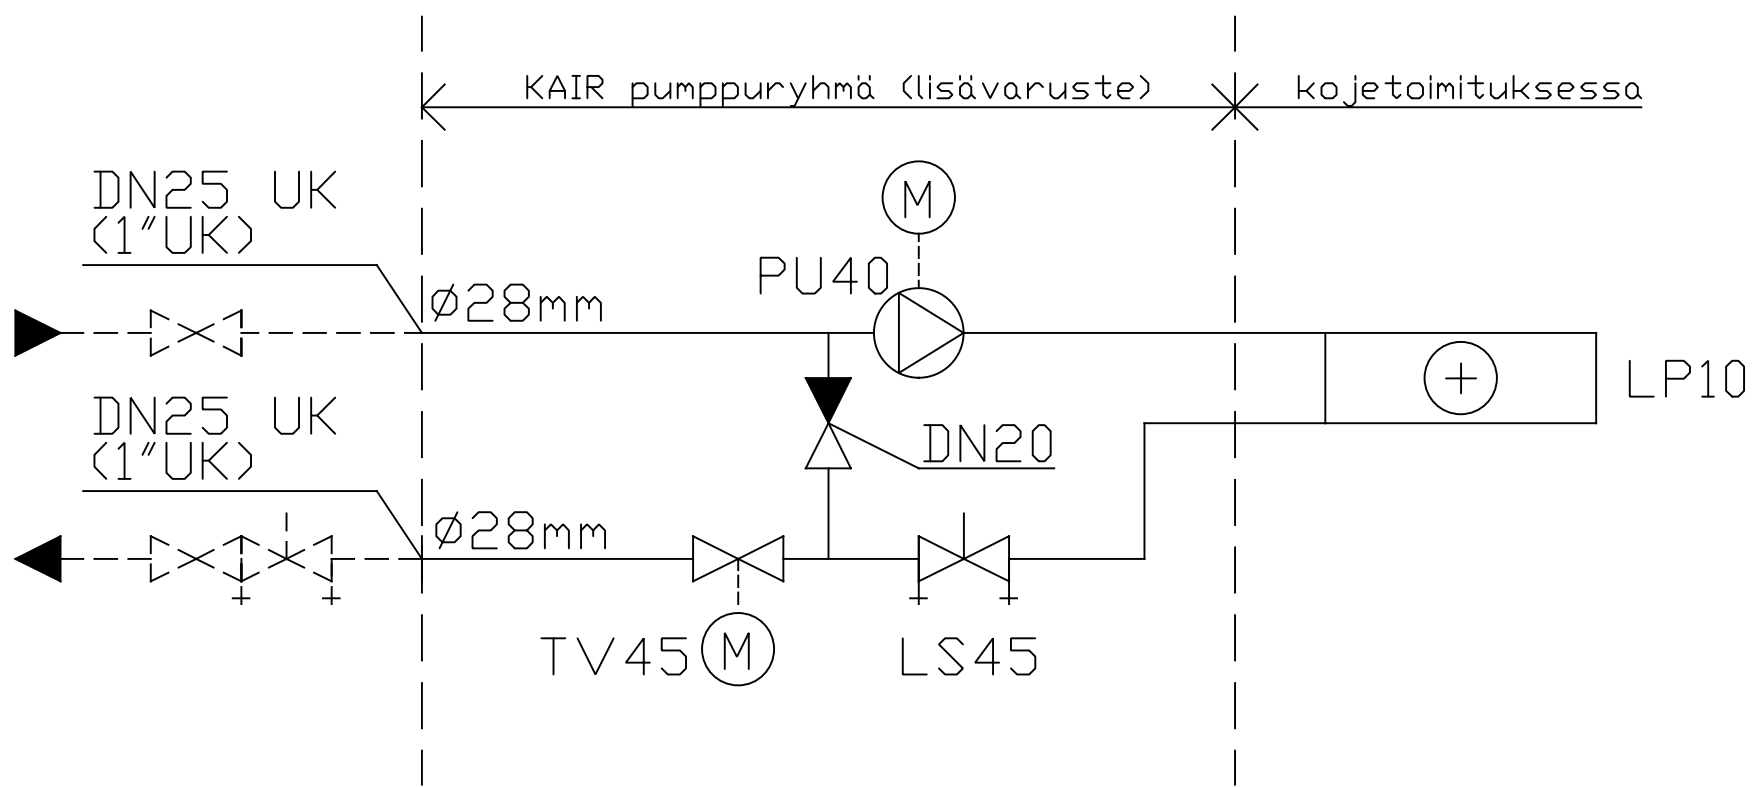 KAIR pumppuryhmä (lisävaruste)
kojetoimituksessa
DN25 UK
(1"UK)
M
PU40
Ø28mm
LP10
DN25 UK
(1"UK)
DN20
Ø28mm
TV45
M
LS45